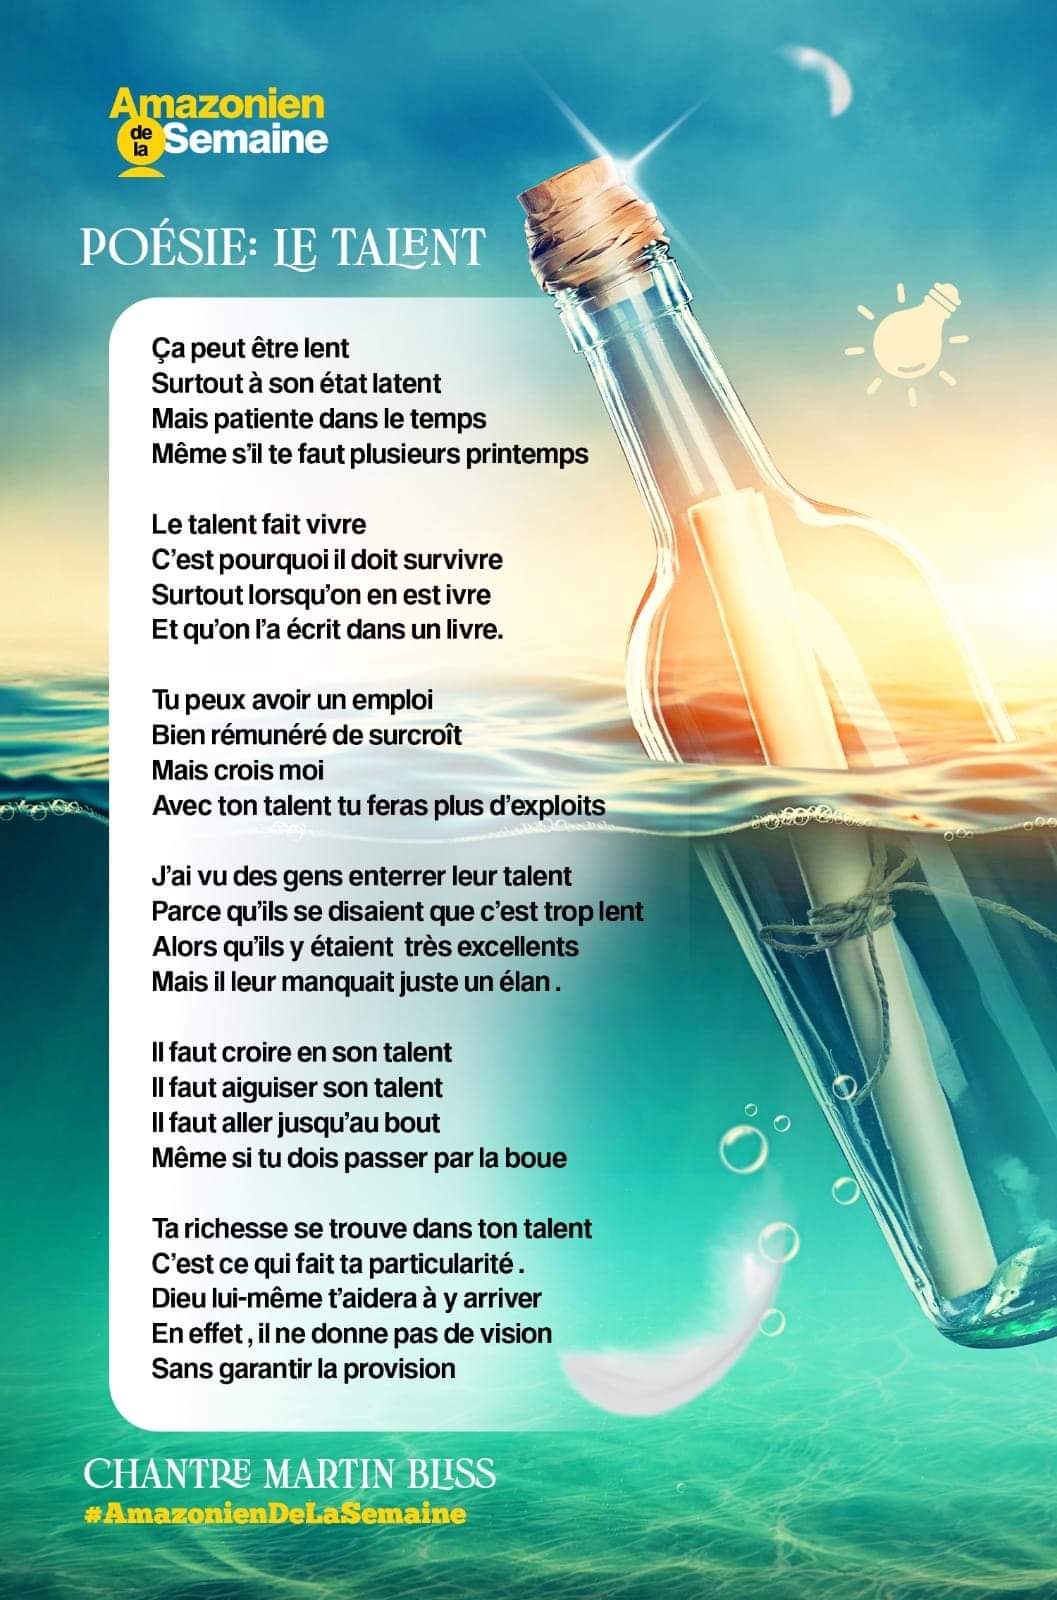 Amazonien
de la Semaine
POÉSIE: LE TALENT
Ça peut être lent
Surtout à son état latent
Mais patiente dans le temps
Même s’il te faut plusieurs printemps
Le talent fait vivre
C’est pourquoi il doit survivre
Surtout lorsqu’on en est ivre
Et qu’on l’a écrit dans un livre.
Tu peux avoir un emploi
Bien rémunéré de surcroît
Mais crois moi
Avec ton talent tu feras plus d’exploits
J’ai vu des gens enterrer leur talent
Parce qu’ils se disaient que c’est trop lent
Alors qu’ils y étaient  très excellents
Mais il leur manquait juste un élan .
Il faut croire en son talent
Il faut aiguiser son talent
Il faut aller jusqu’au bout
Même si tu dois passer par la boue
Ta richesse se trouve dans ton talent
C’est ce qui fait ta particularité .
Dieu lui-même t’aidera à y arriver
En effet , il ne donne pas de vision
Sans garantir la provision
CHANTRE MARTIN BLISS
#AmazonienDeLaSemaine